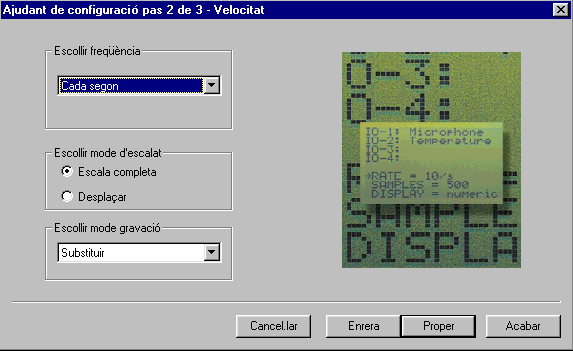 Ajudant de configuració pas 2 de 3 - Velocitat
Escollir freqüència
Cada segon
Escollir mode d'escalat
Escala completa
Desplaçar
Escollir mode gravació
Substituir
O-3:
O-4:
IO-1: Microphone
IO-2: Temperature
IO-3:
IO-4:
RATE = 10/s
SAMPLES = 500
DISPLAY = numeric
SAMPLE
DISPLA
Cancel.lar
Enrera
Proper
Acabar